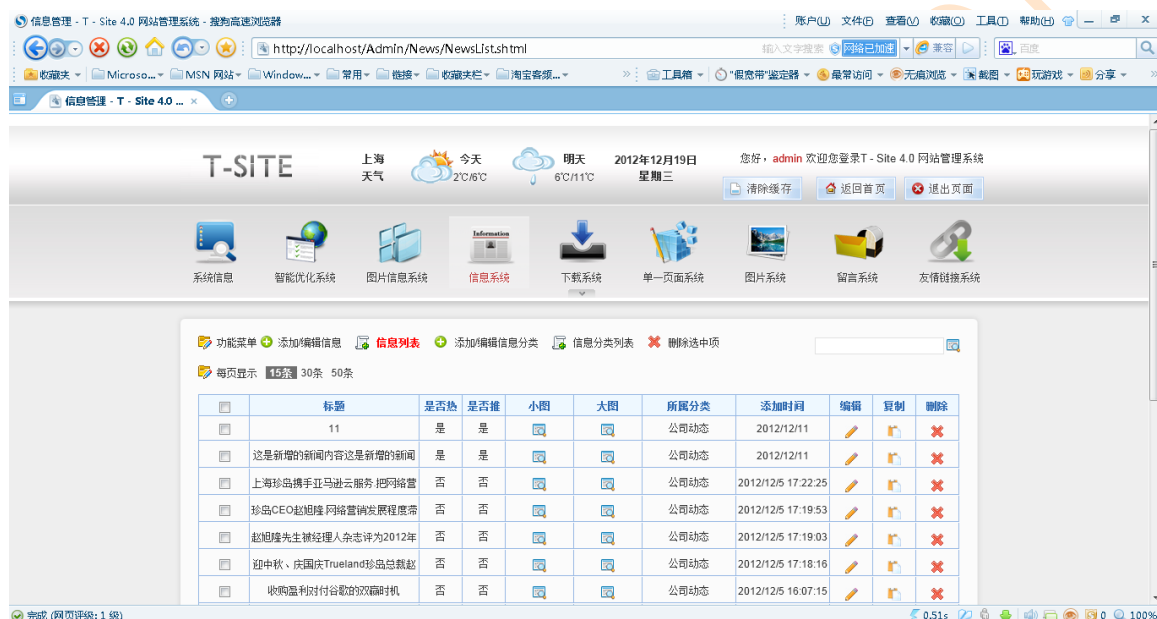 信息管理 - T - Site 4.0 网站管理系统 - 搜狗高速浏览器 账户(U) 文件(F) 查看(V) 收藏(O) 工具(T) 帮助(H)
http://localhost/Admin/News/NewsList.shtml 输入文字搜索 网络已加速 兼容 百度
收藏夹 Microso... MSN 网站 Window... 常用 链接 收藏夹栏 淘宝客频... » 工具箱 "假宽带"鉴定器 最常访问 无痕浏览 截图 玩游戏 分享 »
信息管理 - T - Site 4.0 ... ×
T-SITE 上海 今天 明天 2012年12月19日 您好，admin 欢迎您登录T - Site 4.0 网站管理系统
天气 2℃/6℃ 6℃/11℃ 星期三
清除缓存 返回首页 退出页面
Information
系统信息 智能优化系统 图片信息系统 信息系统 下载系统 单一页面系统 图片系统 留言系统 友情链接系统
功能菜单 添加/编辑信息 信息列表 添加/编辑信息分类 信息分类列表 删除选中项
每页显示 15条 30条 50条
标题 是否热 是否推 小图 大图 所属分类 添加时间 编辑 复制 删除
11 是 是 公司动态 2012/12/11
这是新增的新闻内容这是新增的新闻 是 是 公司动态 2012/12/11
上海珍岛携手亚马逊云服务 把网络营 否 否 公司动态 2012/12/5 17:22:25
珍岛CEO赵旭隆 网络营销发展程度带 否 否 公司动态 2012/12/5 17:19:53
赵旭隆先生被经理人杂志评为2012年 否 否 公司动态 2012/12/5 17:19:03
迎中秋、庆国庆Trueland珍岛总裁赵 否 否 公司动态 2012/12/5 17:18:16
收购盈利对付谷歌的双赢时机 否 否 公司动态 2012/12/5 16:07:15
完成 (网页评级: 1 级) 0.51s 0 100%